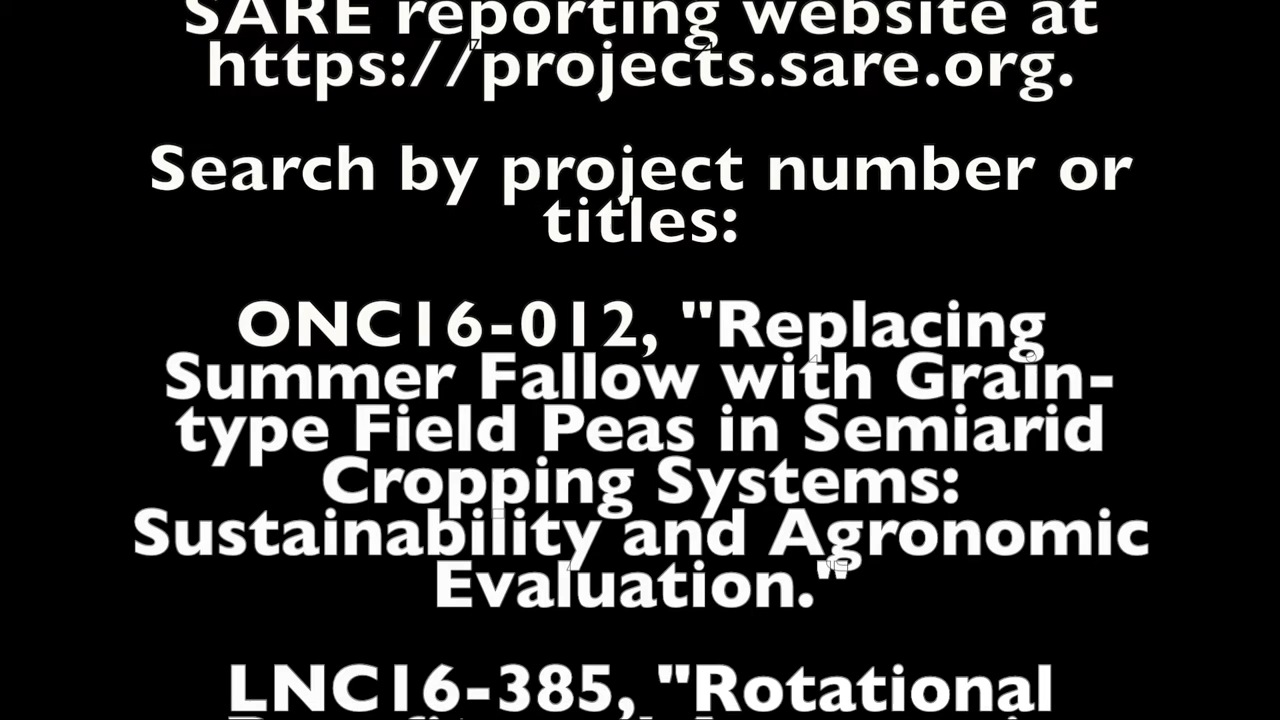 SARE reporting website at
https://projects.sare.org.
Search by project number or
titles:
ONC16-012, "Replacing
Summer Fallow with Grain-
type Field Peas in Semiarid
Cropping Systems:
Sustainability and Agronomic
Evaluation."
LNC16-385, "Rotational